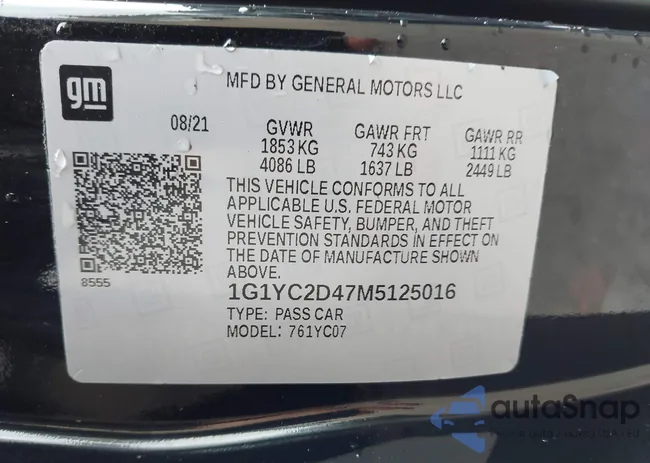 gm
MFD BY GENERAL MOTORS LLC
08/21 GVWR GAWR FRT GAWR RR
1853 KG 743 KG 1111 KG
4086 LB 1637 LB 2449 LB
THIS VEHICLE CONFORMS TO ALL
APPLICABLE U.S. FEDERAL MOTOR
VEHICLE SAFETY, BUMPER, AND THEFT
PREVENTION STANDARDS IN EFFECT ON
THE DATE OF MANUFACTURE SHOWN
ABOVE.
8555
1G1YC2D47M5125016
TYPE: PASS CAR
MODEL: 761YC07
autoSnap